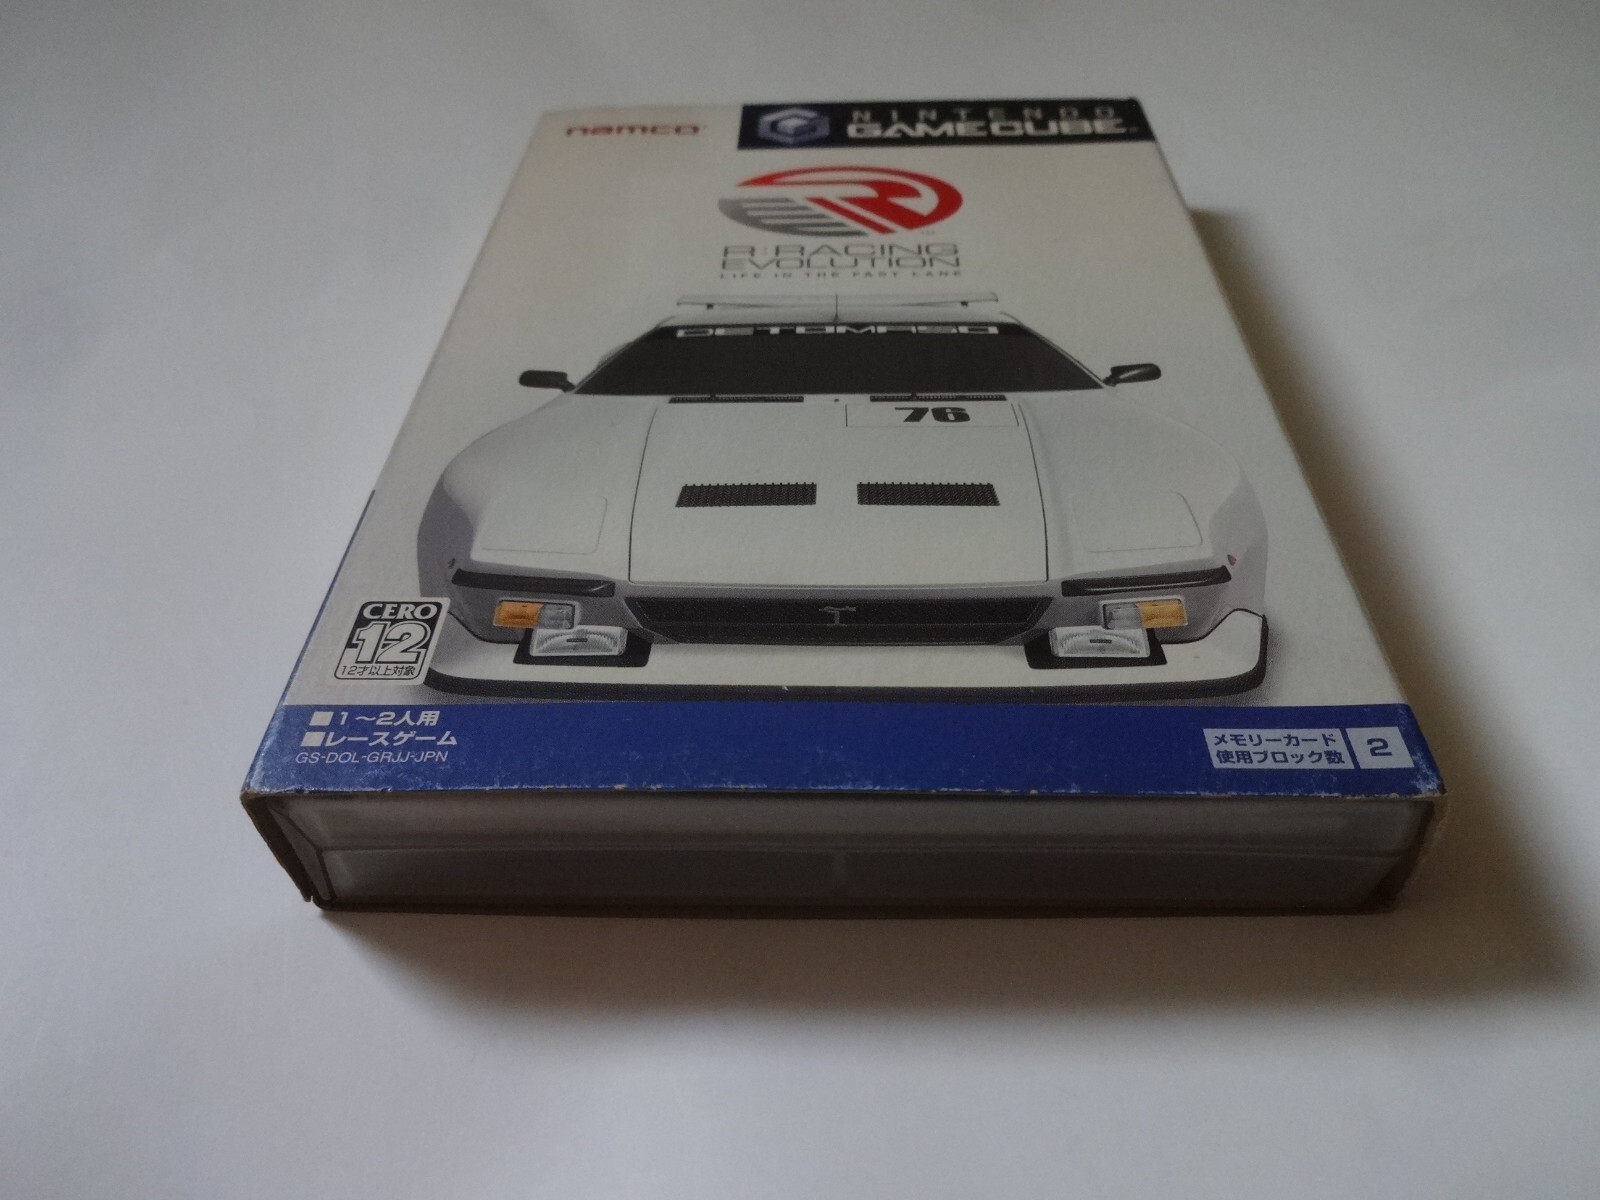 namco
NINTENDO
GAMECUBE
R:RACING
EVOLUTION
LIFE IN THE FAST LANE
DETOMASO
76
CERO
12
12才以上対象
■1〜2人用
■レースゲーム
GS-DOL-GRJJ-JPN
メモリーカード
使用ブロック数
2